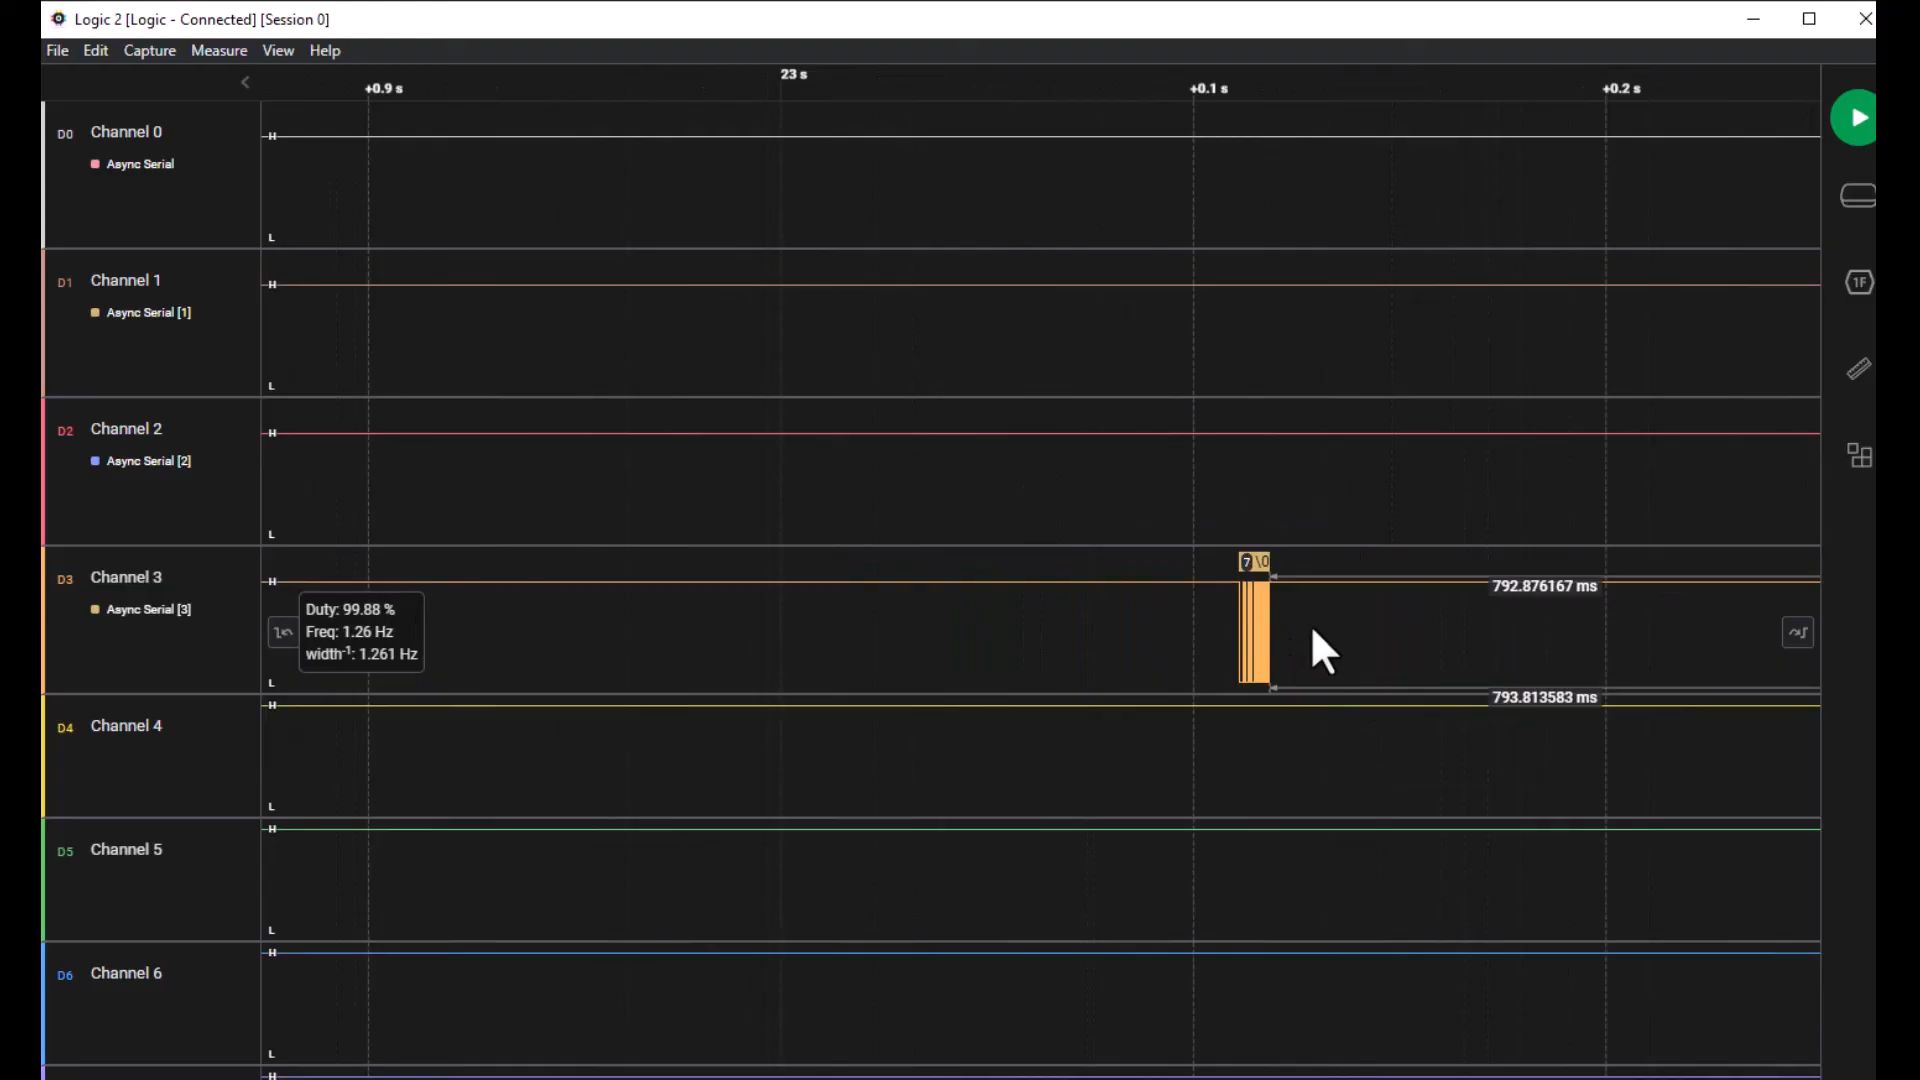 Logic 2 [Logic - Connected] [Session 0]
File Edit Capture Measure View Help
23 s
+0.9 s +0.1 s +0.2 s
D0 Channel 0
H
Async Serial
L
D1 Channel 1
H
Async Serial [1]
L
D2 Channel 2
H
Async Serial [2]
L
7 \0
D3 Channel 3
H
792.876167 ms
Async Serial [3]
Duty: 99.88 %
Freq: 1.26 Hz
width-1: 1.261 Hz
L
793.813583 ms
H
D4 Channel 4
L
H
D5 Channel 5
L
H
D6 Channel 6
L
H
1F